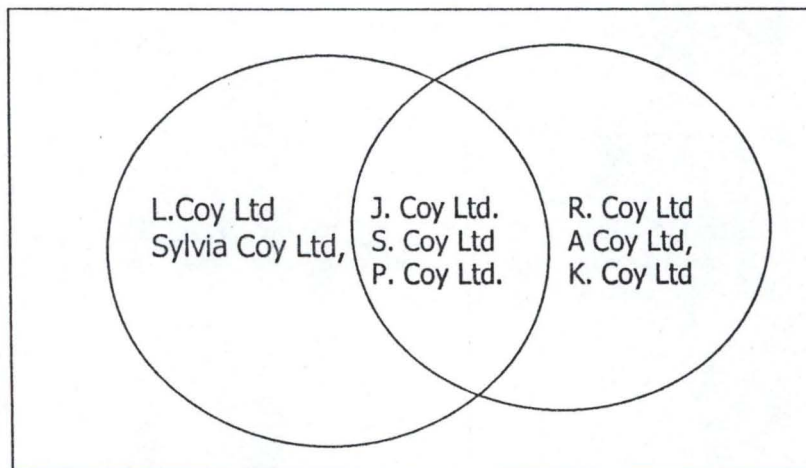 L.Coy Ltd
Sylvia Coy Ltd,
J. Coy Ltd.
S. Coy Ltd
P. Coy Ltd.
R. Coy Ltd
A Coy Ltd,
K. Coy Ltd